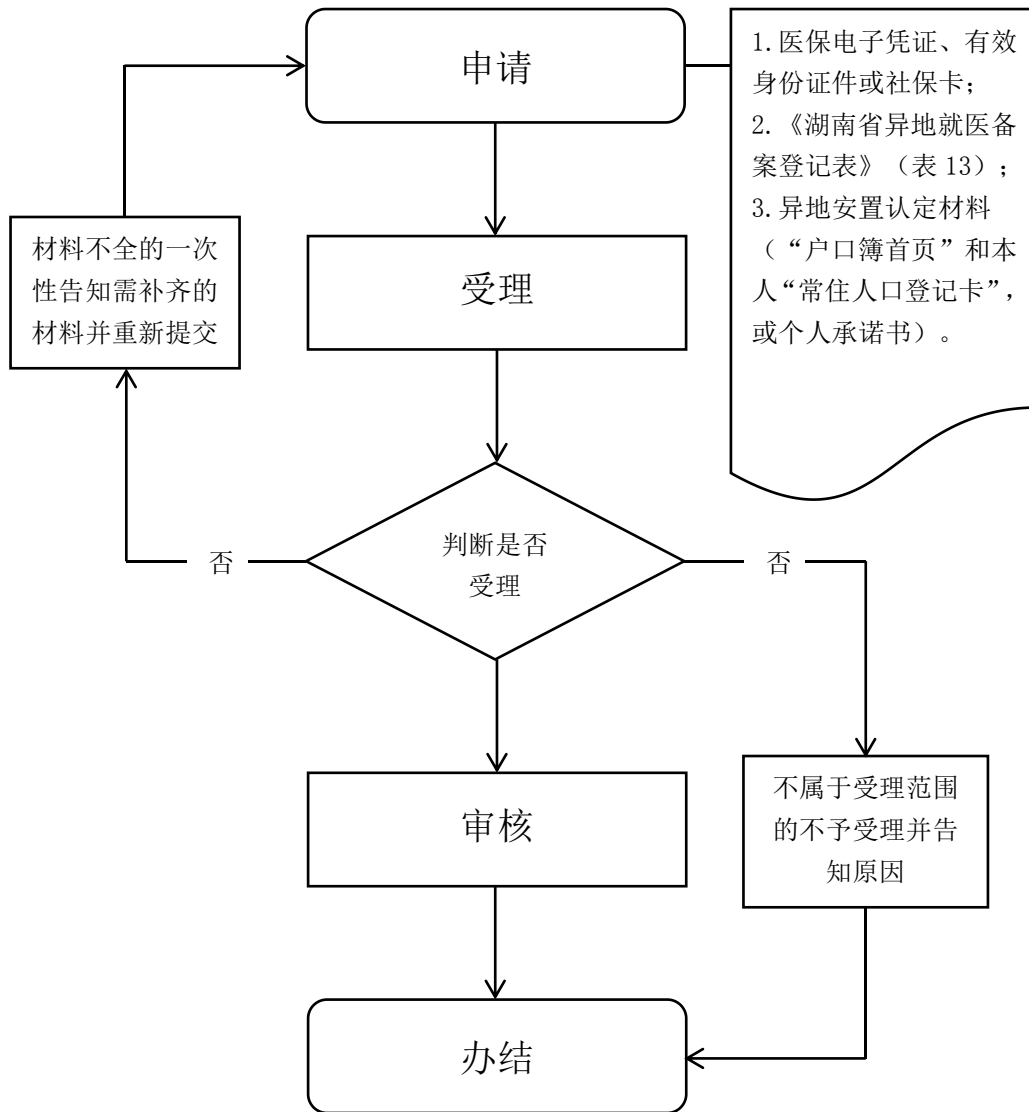 申请
1.医保电子凭证、有效
身份证件或社保卡；
2.《湖南省异地就医备
案登记表》（表 13）；
3.异地安置认定材料
（“户口簿首页”和本
人“常住人口登记卡”，
或个人承诺书）。
材料不全的一次
性告知需补齐的
材料并重新提交
受理
否
判断是否
受理
否
审核
不属于受理范围
的不予受理并告
知原因
办结